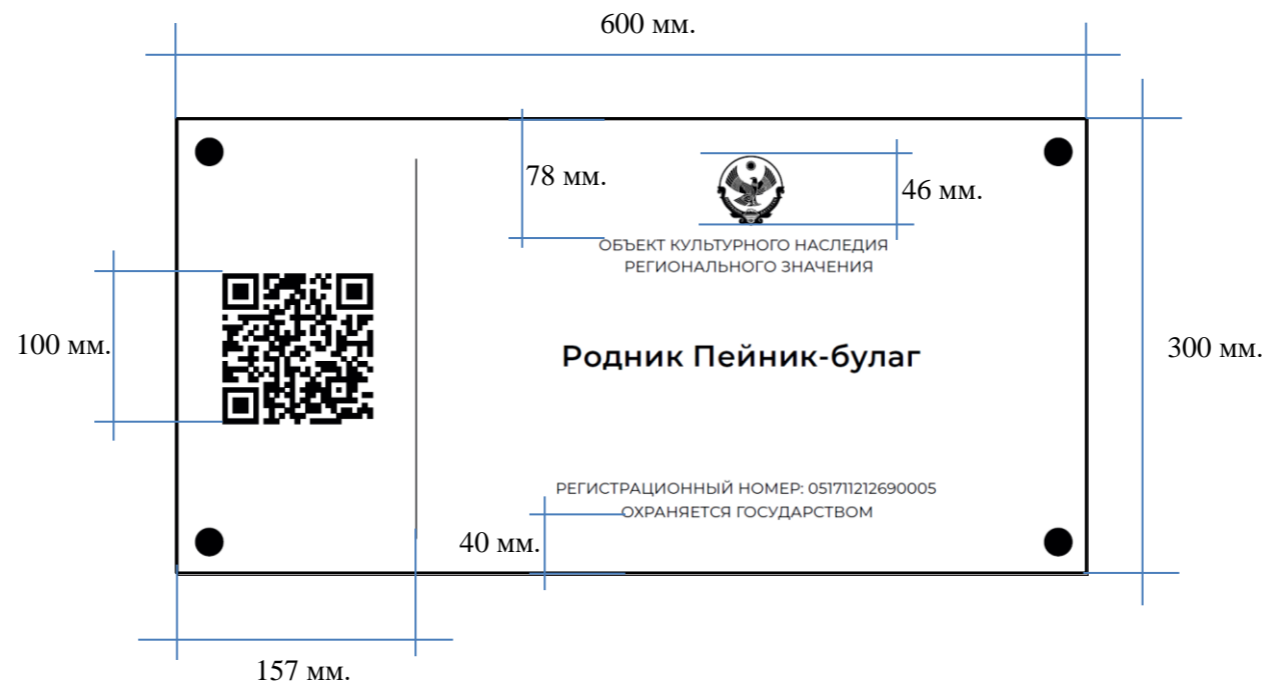 600 мм.
78 мм.
46 мм.
ОБЪЕКТ КУЛЬТУРНОГО НАСЛЕДИЯ
РЕГИОНАЛЬНОГО ЗНАЧЕНИЯ
100 мм.
Родник Пейник-булаг
300 мм.
РЕГИСТРАЦИОННЫЙ НОМЕР: 051711212690005
ОХРАНЯЕТСЯ ГОСУДАРСТВОМ
40 мм.
157 мм.